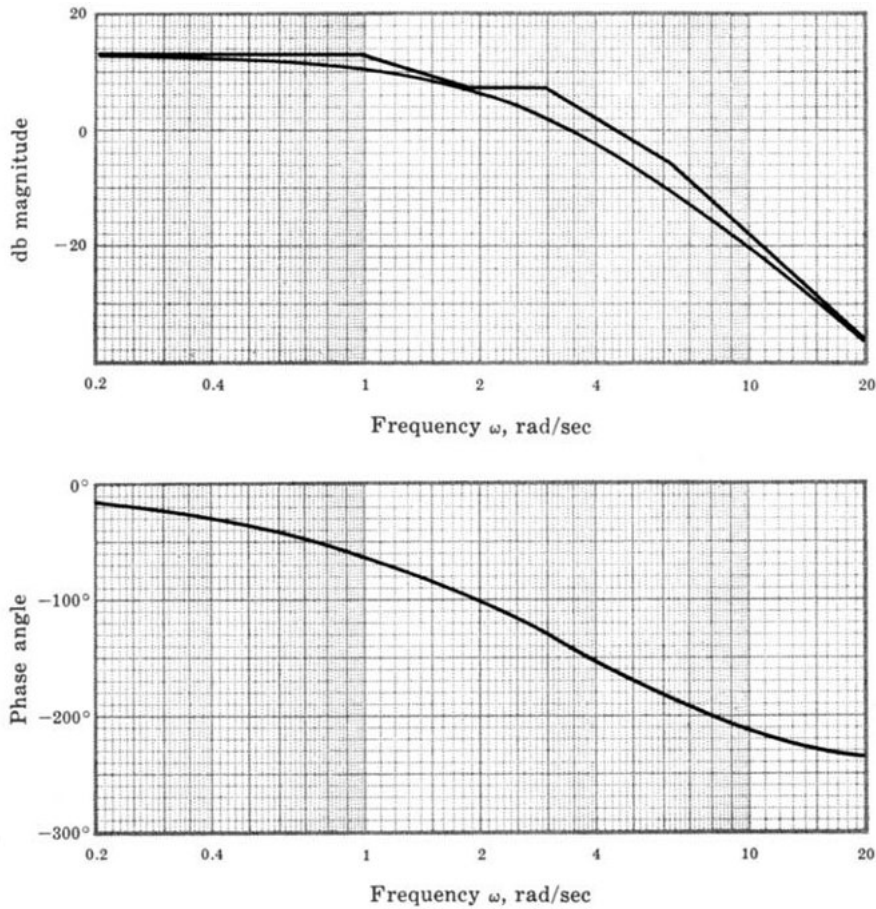 20
0
−20
db magnitude
0.2 0.4 1 2 4 10 20
Frequency ω, rad/sec
0°
−100°
−200°
−300°
Phase angle
0.2 0.4 1 2 4 10 20
Frequency ω, rad/sec